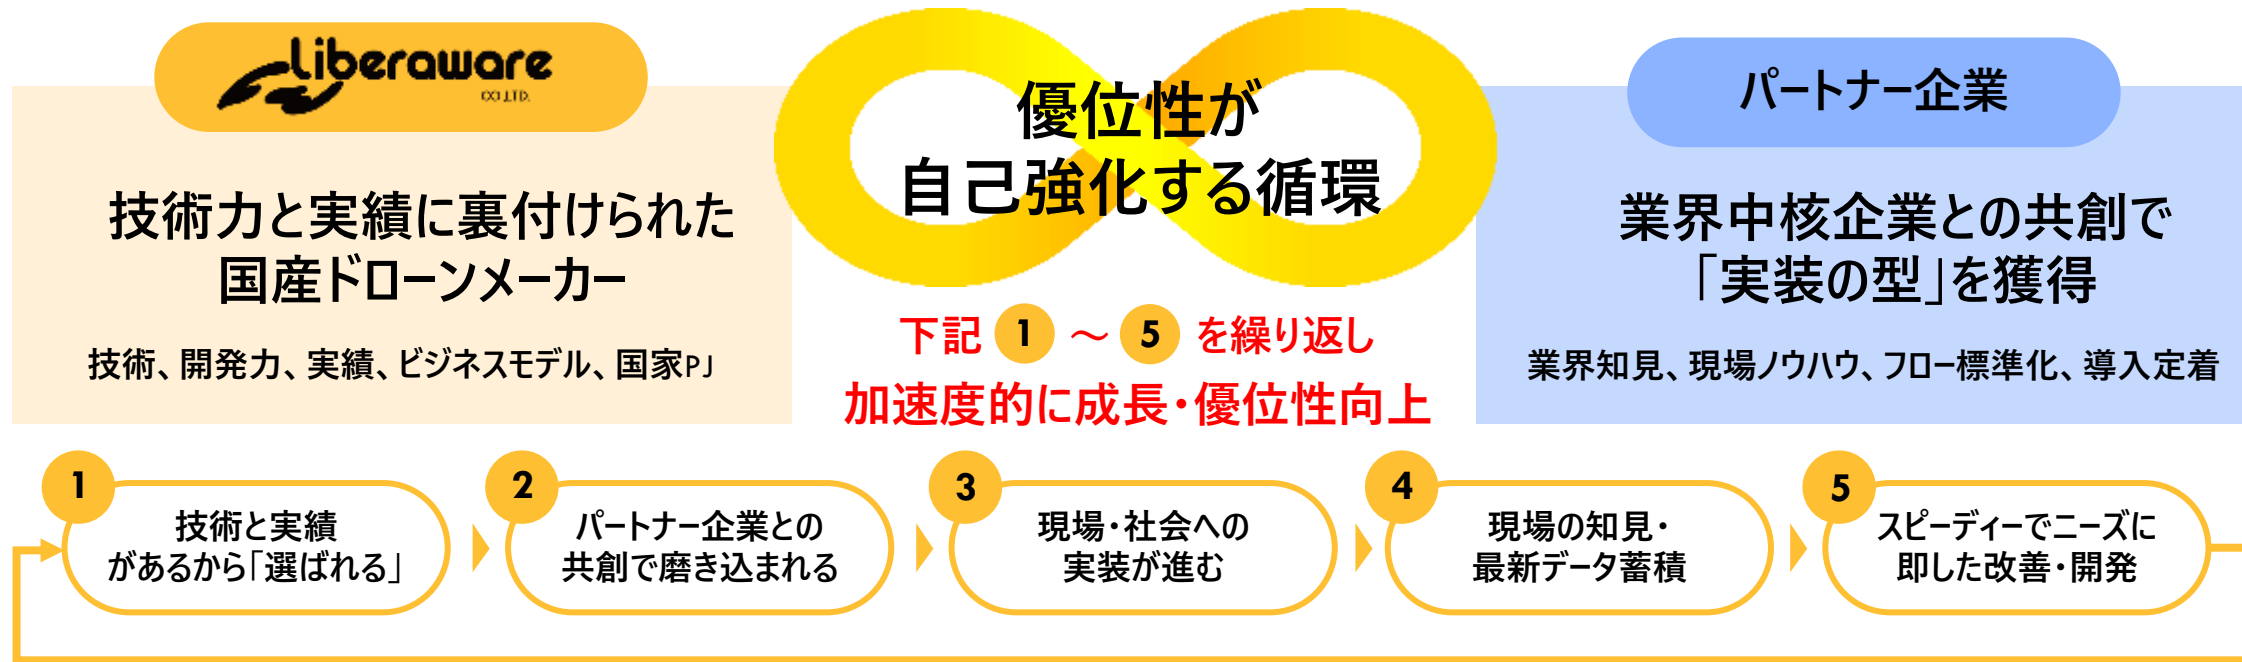 Liberaware
CO.LTD.
技術力と実績に裏付けられた
国産ドローンメーカー
技術、開発力、実績、ビジネスモデル、国家PJ
優位性が
自己強化する循環
下記 1 ～ 5 を繰り返し
加速度的に成長・優位性向上
パートナー企業
業界中核企業との共創で
「実装の型」を獲得
業界知見、現場ノウハウ、フロー標準化、導入定着
1
技術と実績
があるから「選ばれる」
2
パートナー企業との
共創で磨き込まれる
3
現場・社会への
実装が進む
4
現場の知見・
最新データ蓄積
5
スピーディーでニーズに
即した改善・開発